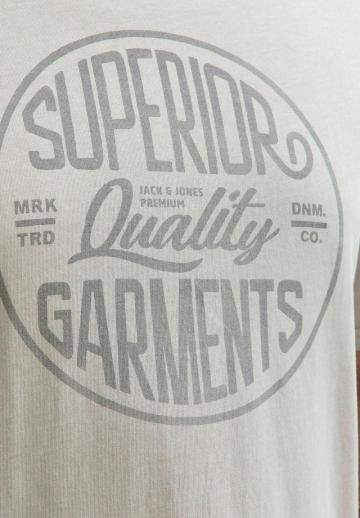 SUPERIOR
JACK & JONES
PREMIUM
MRK
TRD
Quality
DNM.
CO.
GARMENTS